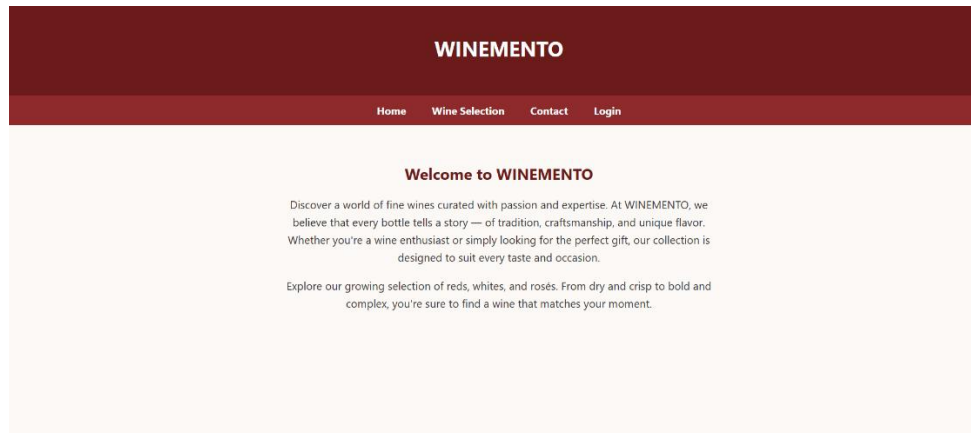 WINEMENTO
Home Wine Selection Contact Login
Welcome to WINEMENTO
Discover a world of fine wines curated with passion and expertise. At WINEMENTO, we
believe that every bottle tells a story — of tradition, craftsmanship, and unique flavor.
Whether you're a wine enthusiast or simply looking for the perfect gift, our collection is
designed to suit every taste and occasion.
Explore our growing selection of reds, whites, and rosés. From dry and crisp to bold and
complex, you're sure to find a wine that matches your moment.